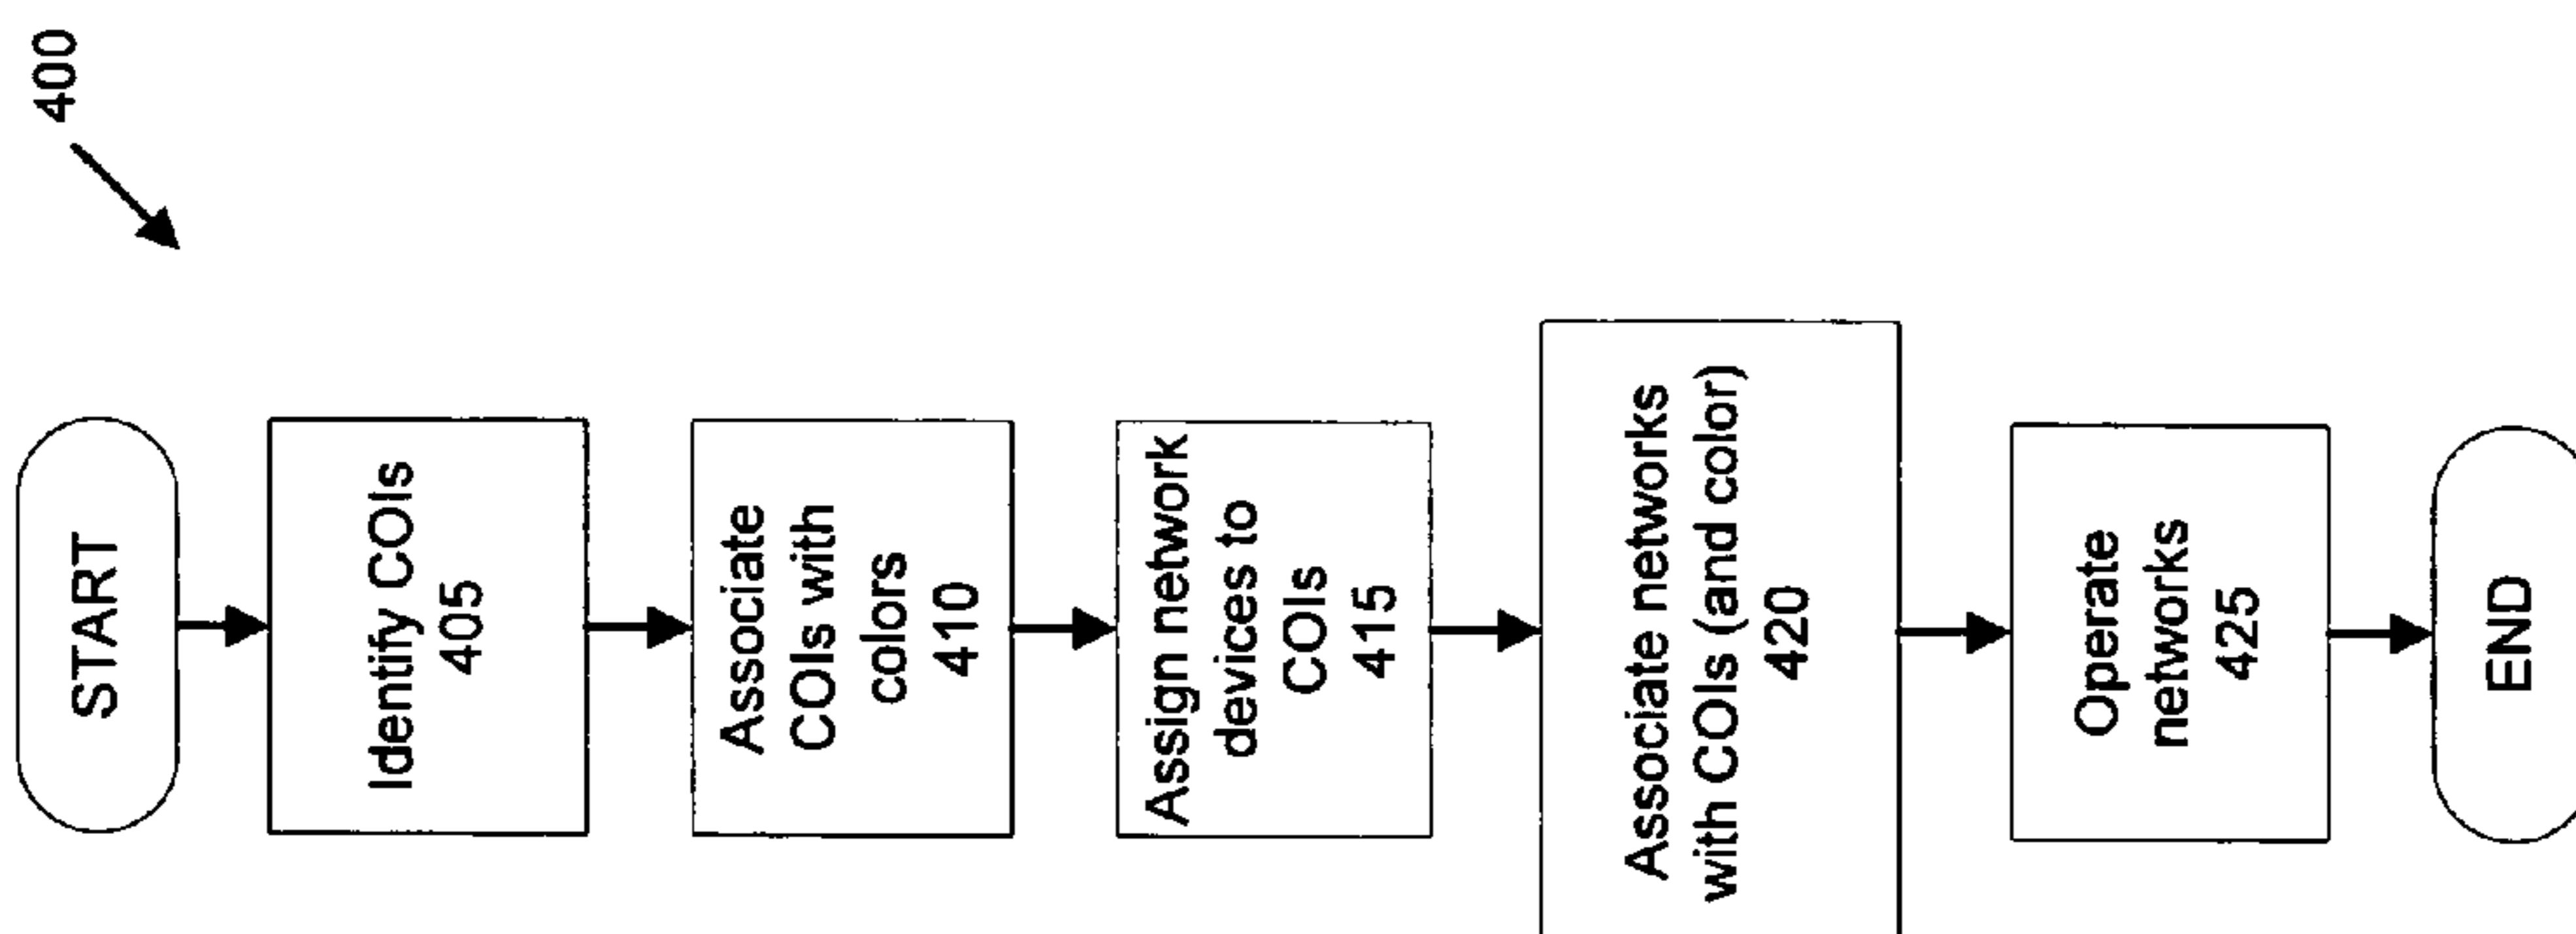 400
START
Identify COIs
405
Associate
COIs with
colors
410
Assign network
devices to
COIs
415
Associate networks
with COIs (and color)
420
Operate
networks
425
END